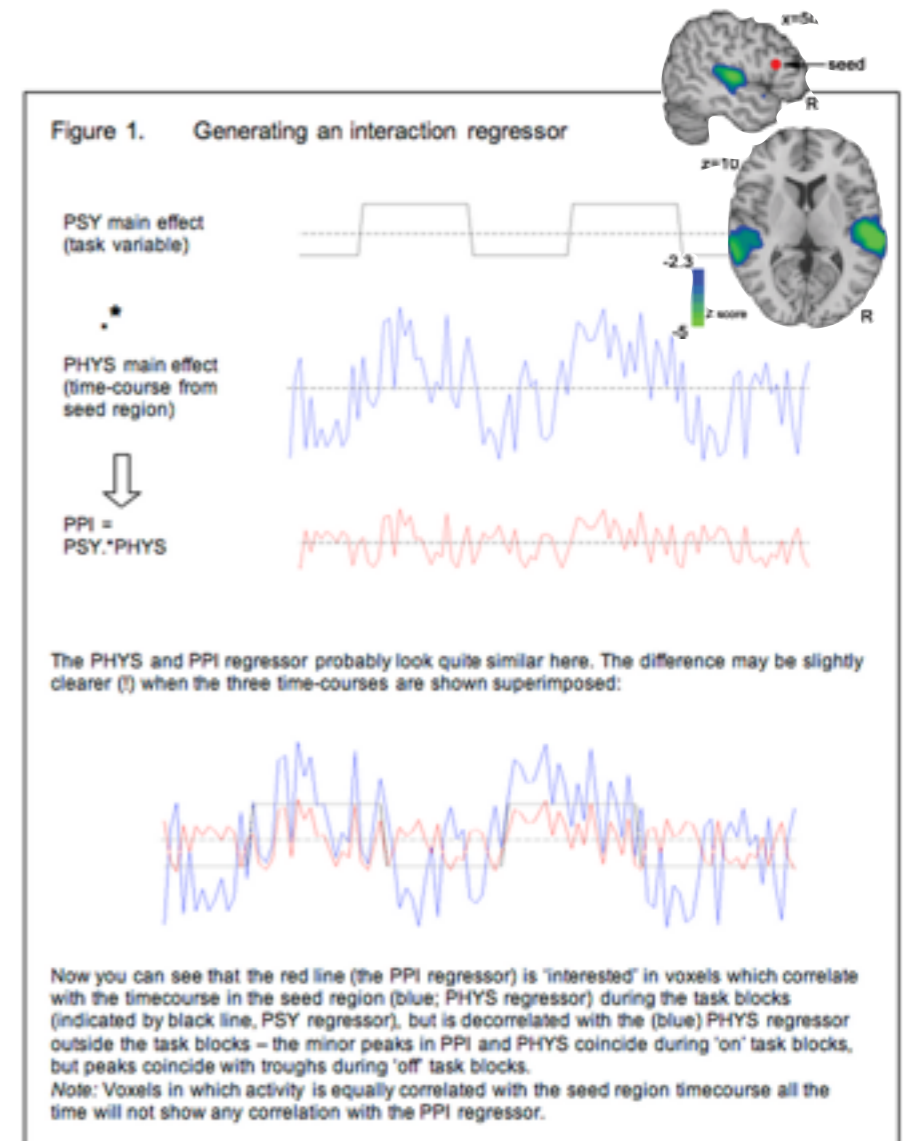 x=50
seed
R
Figure 1. Generating an interaction regressor
z=10
PSY main effect
(task variable)
-2.3
z score
-5
R
.*
PHYS main effect
(time-course from
seed region)
PPI =
PSY.*PHYS
The PHYS and PPI regressor probably look quite similar here. The difference may be slightly
clearer (!) when the three time-courses are shown superimposed:
Now you can see that the red line (the PPI regressor) is 'interested' in voxels which correlate
with the timecourse in the seed region (blue; PHYS regressor) during the task blocks
(indicated by black line, PSY regressor), but is decorrelated with the (blue) PHYS regressor
outside the task blocks – the minor peaks in PPI and PHYS coincide during 'on' task blocks,
but peaks coincide with troughs during 'off' task blocks.
Note: Voxels in which activity is equally correlated with the seed region timecourse all the
time will not show any correlation with the PPI regressor.